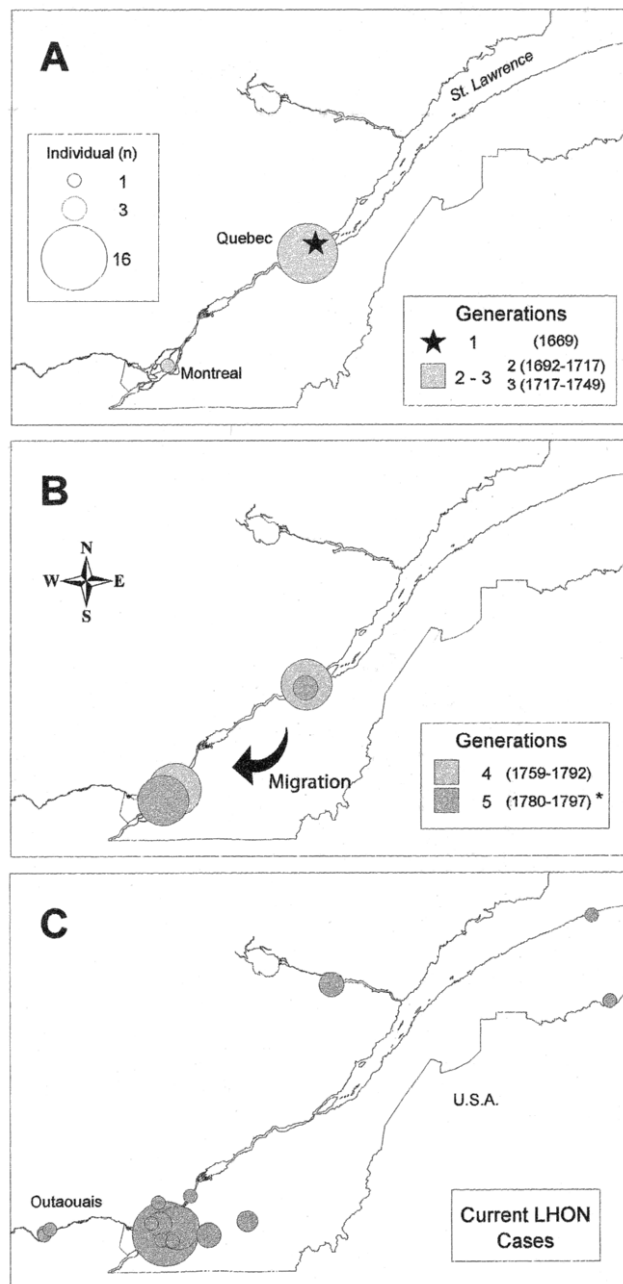 A
St. Lawrence
Individual (n)
1
3
16
Quebec
Montreal
Generations
1 (1669)
2 - 3 2 (1692-1717)
3 (1717-1749)
B
N
W E
S
Migration
Generations
4 (1759-1792)
5 (1780-1797) *
C
U.S.A.
Outaouais
Current LHON
Cases